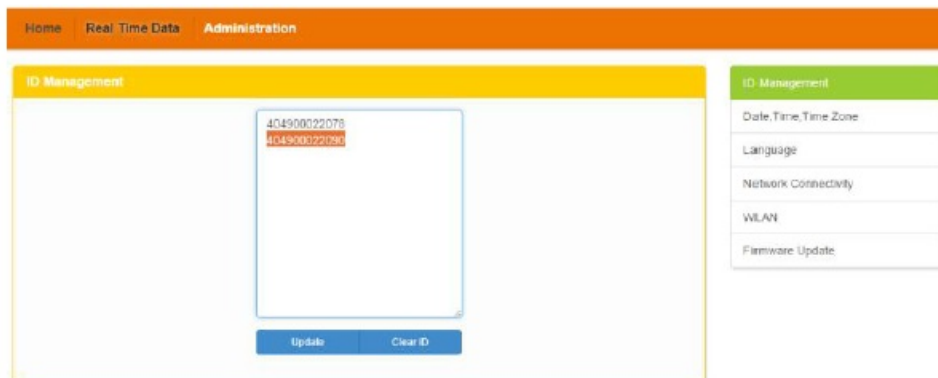 Home Real Time Data Administration
ID Management
404900022078
404900022090
Update Clear ID
ID Management
Date,Time,Time Zone
Language
Network Connectivity
WLAN
Firmware Update